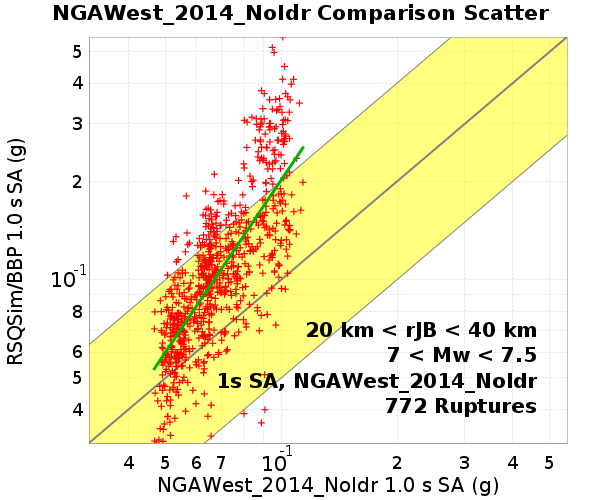 NGAWest_2014_NoIdr Comparison Scatter
RSQSim/BBP 1.0 s SA (g)
5
4
3
2
10-1
8
6
5
4
20 km < rJB < 40 km
7 < Mw < 7.5
1s SA, NGAWest_2014_NoIdr
772 Ruptures
4 5 6 7 10-1 2 3 4 5
NGAWest_2014_NoIdr 1.0 s SA (g)